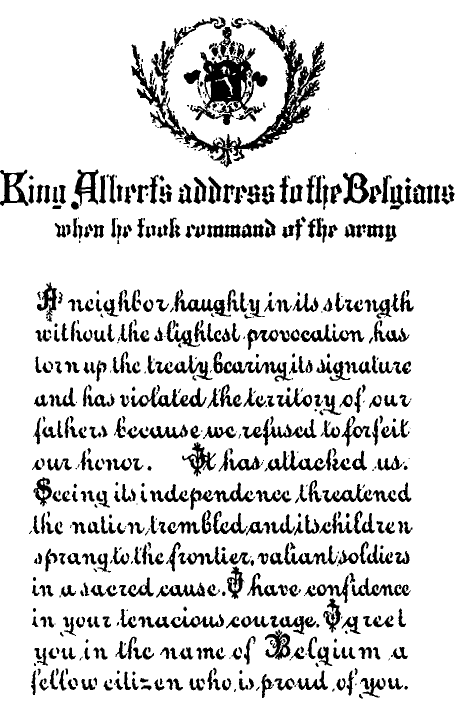 King Albert's address to the Belgians
when he took command of the army
A neighbor, haughty in its strength
without the slightest provocation, has
torn up the treaty bearing its signature
and has violated the territory of our
fathers because we refused to forfeit
our honor. It has attacked us.
Seeing its independence threatened
the nation trembled, and its children
sprang to the frontier, valiant soldiers
in a sacred cause. I have confidence
in your tenacious courage. I greet
you in the name of Belgium a
fellow citizen who is proud of you.